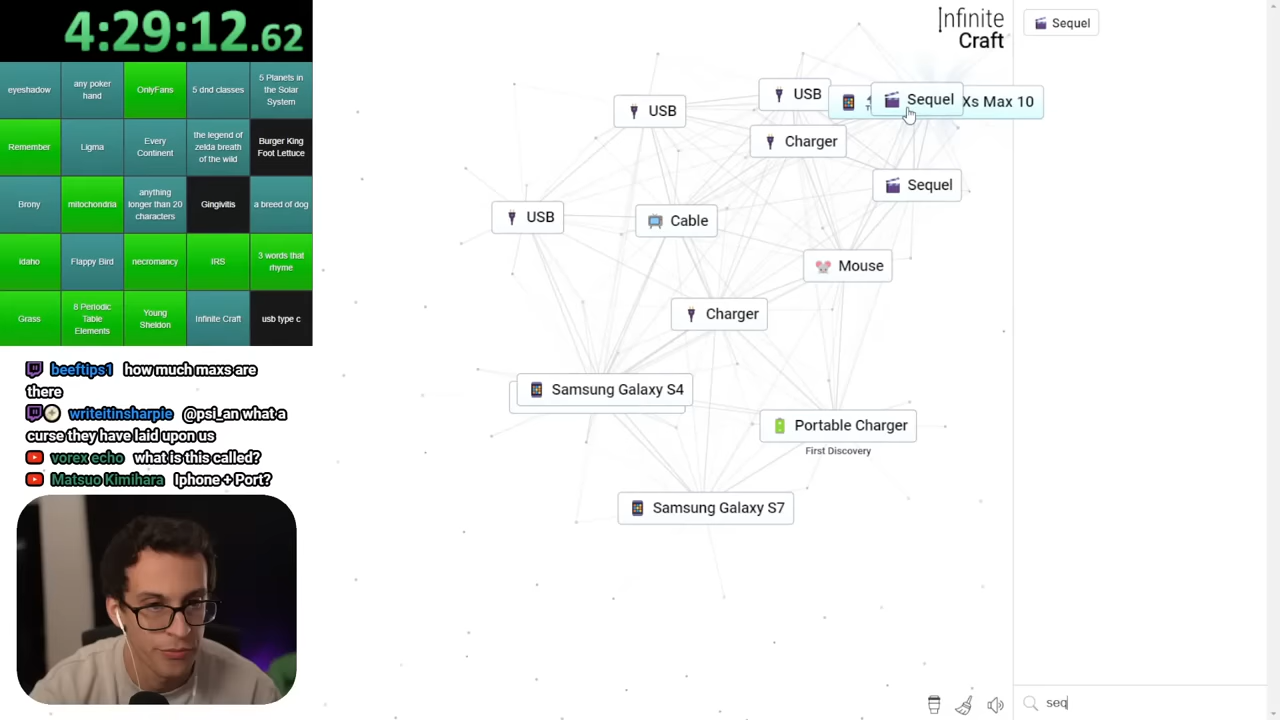 4:29:12.62
eyeshadow
any poker
hand
OnlyFans
5 dnd classes
5 Planets in
the Solar
System
Remember
Ligma
Every
Continent
the legend of
zelda breath
of the wild
Burger King
Foot Lettuce
Brony
mitochondria
anything
longer than 20
characters
Gingivitis
a breed of dog
idaho
Flappy Bird
necromancy
IRS
3 words that
rhyme
Grass
8 Periodic
Table
Elements
Young
Sheldon
Infinite Craft
usb type c
beeftips1 how much maxs are
there
writeitinsharpie @psi_an what a
curse they have laid upon us
vorex echo what is this called?
Matsuo Kimihara Iphone + Port?
Infinite
Craft
USB
USB
Sequel
Xs Max 10
Charger
Sequel
USB
Cable
Mouse
Charger
Samsung Galaxy S4
Portable Charger
First Discovery
Samsung Galaxy S7
Sequel
seq